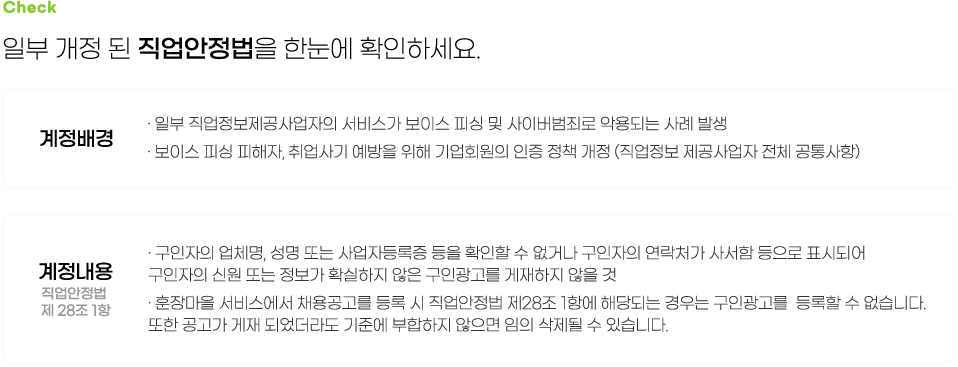 Check
일부 개정 된 직업안정법을 한눈에 확인하세요.
계정배경
· 일부 직업정보제공사업자의 서비스가 보이스 피싱 및 사이버범죄로 악용되는 사례 발생
· 보이스 피싱 피해자, 취업사기 예방을 위해 기업회원의 인증 정책 개정 (직업정보 제공사업자 전체 공통사항)
계정내용
직업안정법
제 28조 1항
· 구인자의 업체명, 성명 또는 사업자등록증 등을 확인할 수 없거나 구인자의 연락처가 사서함 등으로 표시되어
구인자의 신원 또는 정보가 확실하지 않은 구인광고를 게재하지 않을 것
· 훈장마을 서비스에서 채용공고를 등록 시 직업안정법 제28조 1항에 해당되는 경우는 구인광고를 등록할 수 없습니다.
또한 공고가 게재 되었더라도 기준에 부합하지 않으면 임의 삭제될 수 있습니다.